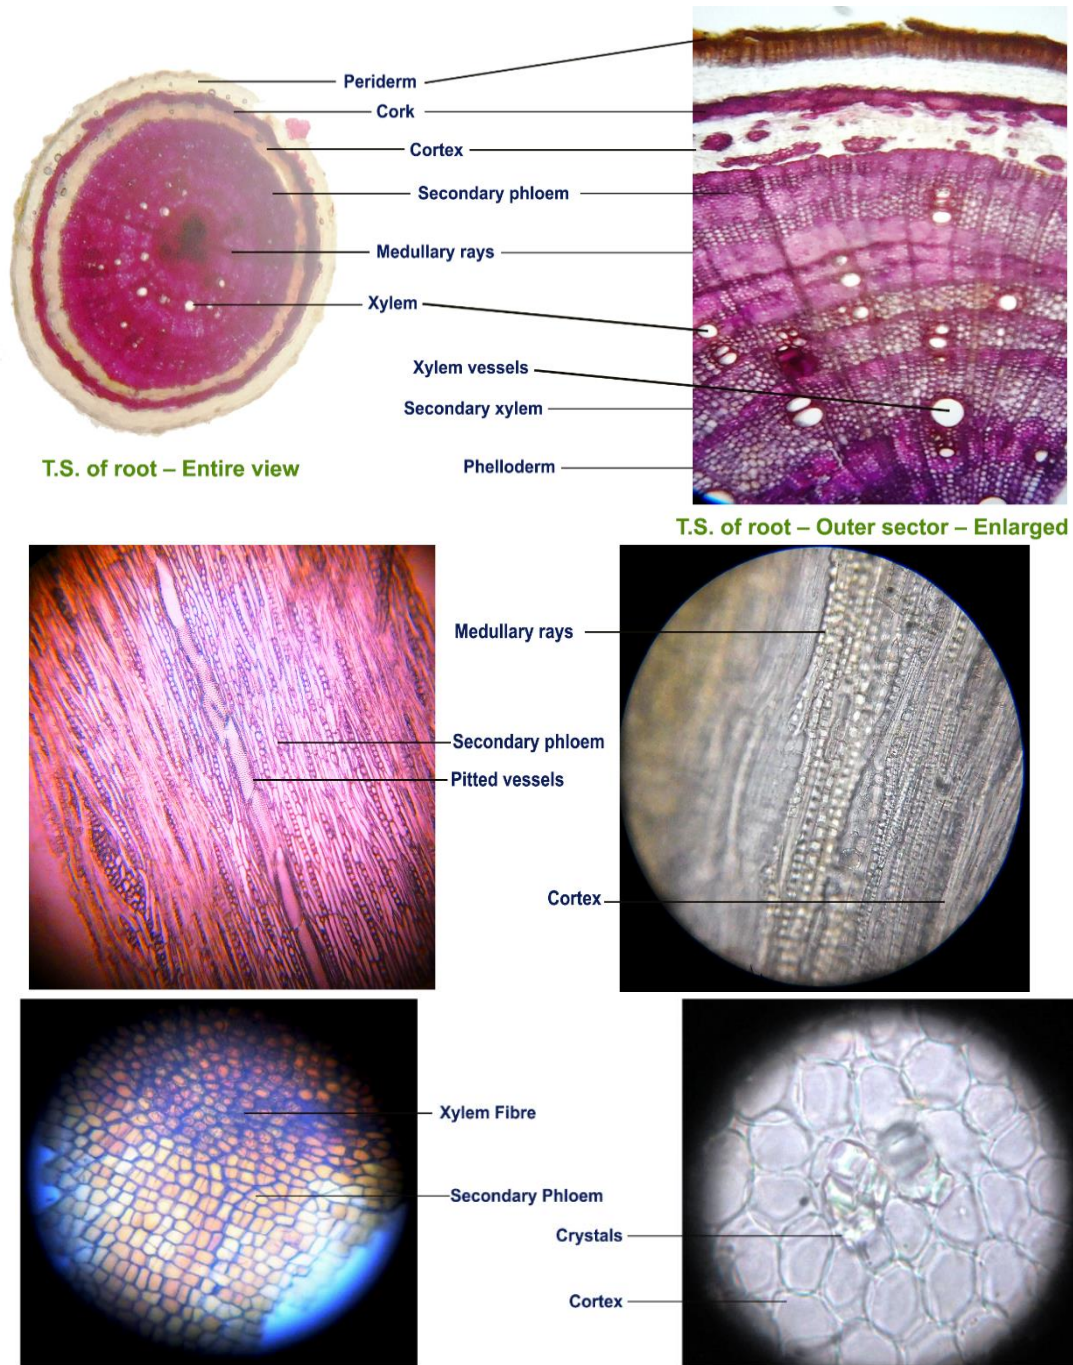 Periderm
Cork
Cortex
Secondary phloem
Medullary rays
Xylem
Xylem vessels
Secondary xylem
Phelloderm
T.S. of root – Entire view
T.S. of root – Outer sector – Enlarged
Medullary rays
Secondary phloem
Pitted vessels
Cortex
Xylem Fibre
Secondary Phloem
Crystals
Cortex